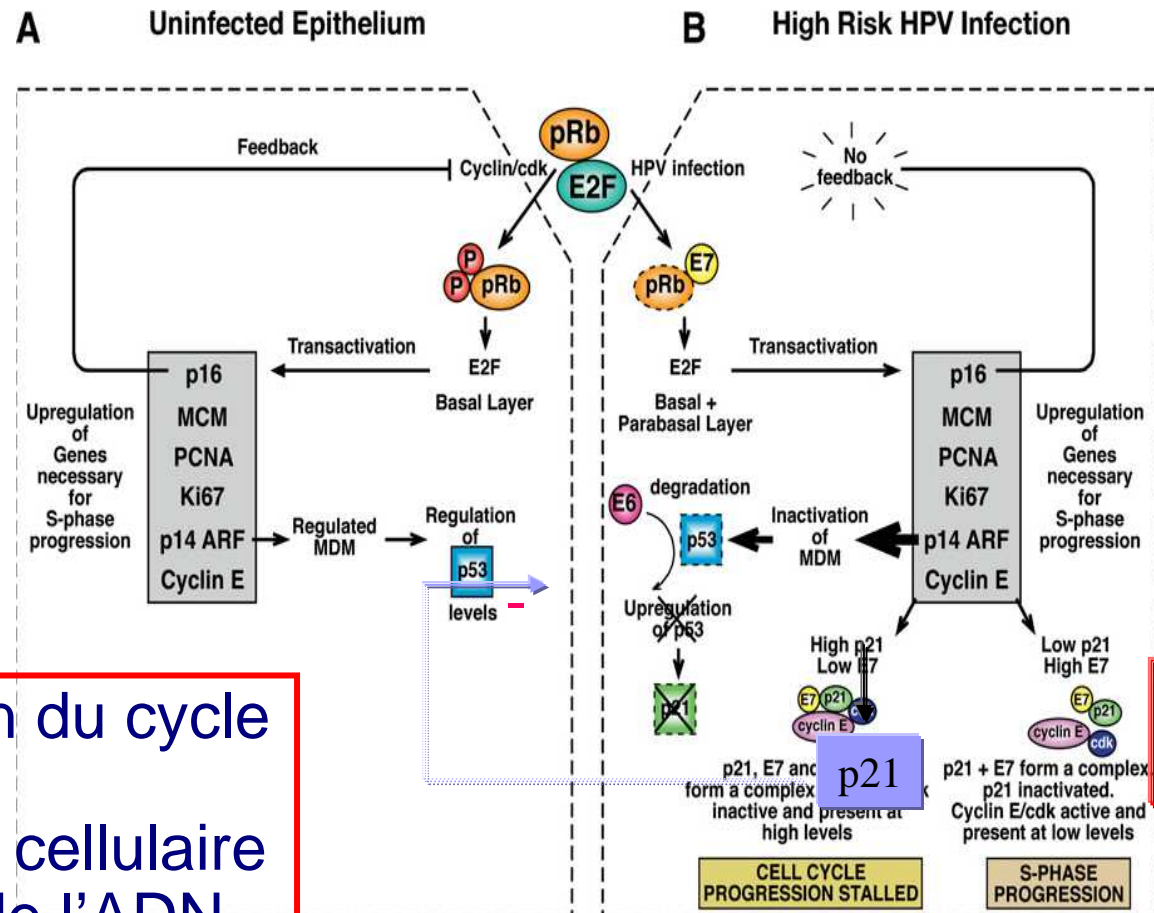 A Uninfected Epithelium
B High Risk HPV Infection
Feedback
Cyclin/cdk
pRb
E2F
HPV infection
No
feedback
P
P
pRb
E2F
Basal Layer
Transactivation
p16
MCM
PCNA
Ki67
p14 ARF
Cyclin E
Upregulation
of
Genes
necessary
for
S-phase
progression
Regulated
MDM
Regulation
of
p53
levels
-
E7
pRb
E2F
Basal +
Parabasal Layer
Transactivation
p16
MCM
PCNA
Ki67
p14 ARF
Cyclin E
Upregulation
of
Genes
necessary
for
S-phase
progression
E6
degradation
p53
Inactivation
of
MDM
Upregulation
of p53
p21
High p21
Low E7
E7
p21
cyclin E
p21, E7 and
form a complex
inactive and present at
high levels
p21
CELL CYCLE
PROGRESSION STALLED
Low p21
High E7
E7
p21
cyclin E
cdk
p21 + E7 form a complex.
p21 inactivated.
Cyclin E/cdk active and
present at low levels
S-PHASE
PROGRESSION
du cycle
cellulaire
l'ADN